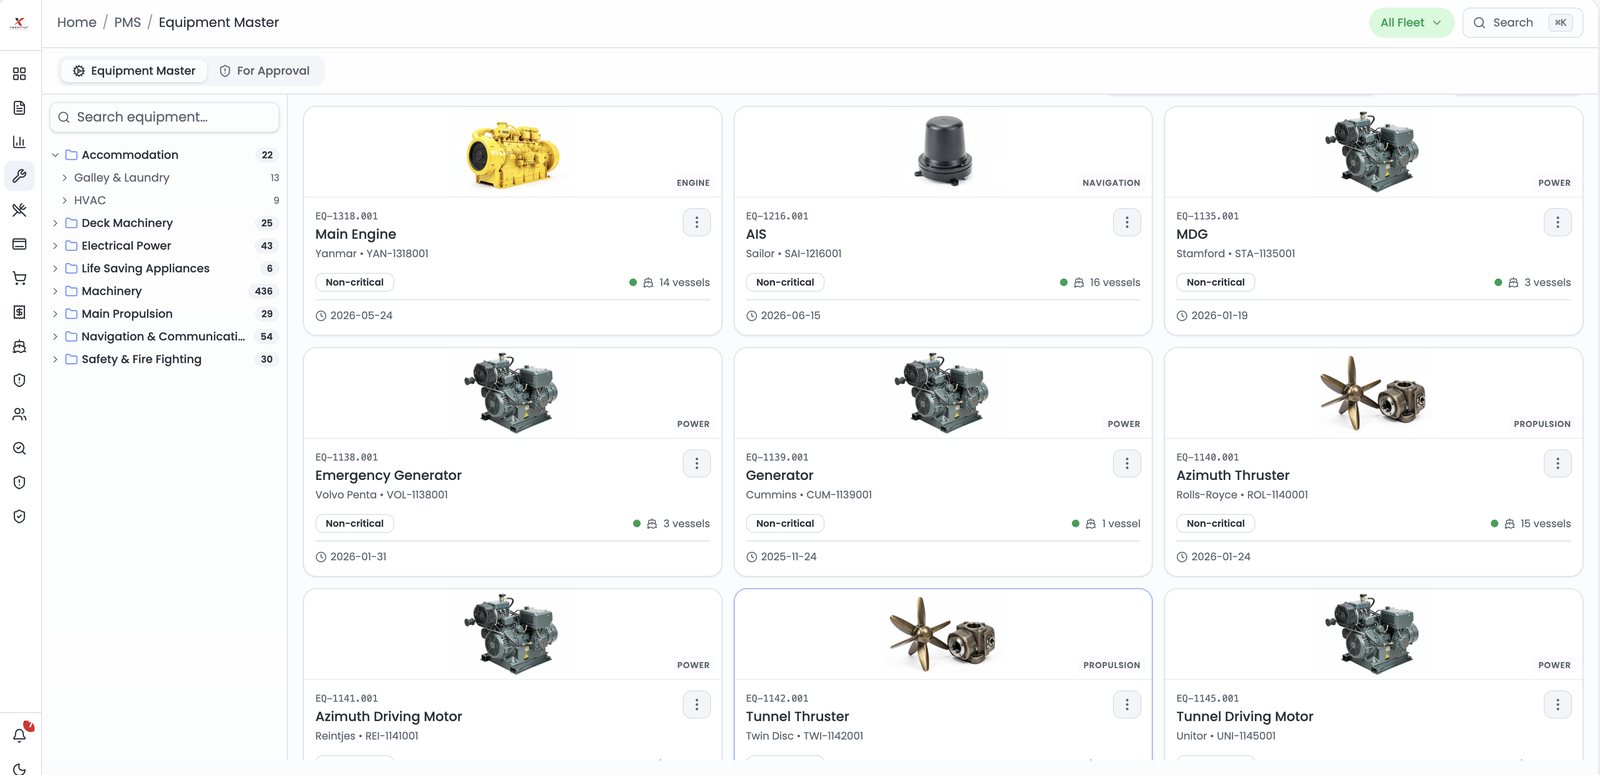 Home / PMS / Equipment Master
All Fleet
Search ⌘K
Equipment Master
For Approval
Search equipment...
Accommodation 22
Galley & Laundry 13
HVAC 9
Deck Machinery 25
Electrical Power 43
Life Saving Appliances 6
Machinery 436
Main Propulsion 29
Navigation & Communicati... 54
Safety & Fire Fighting 30
ENGINE
EQ-1318.001
Main Engine
Yanmar • YAN-1318001
Non-critical
14 vessels
2026-05-24
NAVIGATION
EQ-1216.001
AIS
Sailor • SAI-1216001
Non-critical
16 vessels
2026-06-15
POWER
EQ-1135.001
MDG
Stamford • STA-1135001
Non-critical
3 vessels
2026-01-19
POWER
EQ-1138.001
Emergency Generator
Volvo Penta • VOL-1138001
Non-critical
3 vessels
2026-01-31
POWER
EQ-1139.001
Generator
Cummins • CUM-1139001
Non-critical
1 vessel
2025-11-24
PROPULSION
EQ-1140.001
Azimuth Thruster
Rolls-Royce • ROL-1140001
Non-critical
15 vessels
2026-01-24
POWER
EQ-1141.001
Azimuth Driving Motor
Reintjes • REI-1141001
PROPULSION
EQ-1142.001
Tunnel Thruster
Twin Disc • TWI-1142001
POWER
EQ-1145.001
Tunnel Driving Motor
Unitor • UNI-1145001